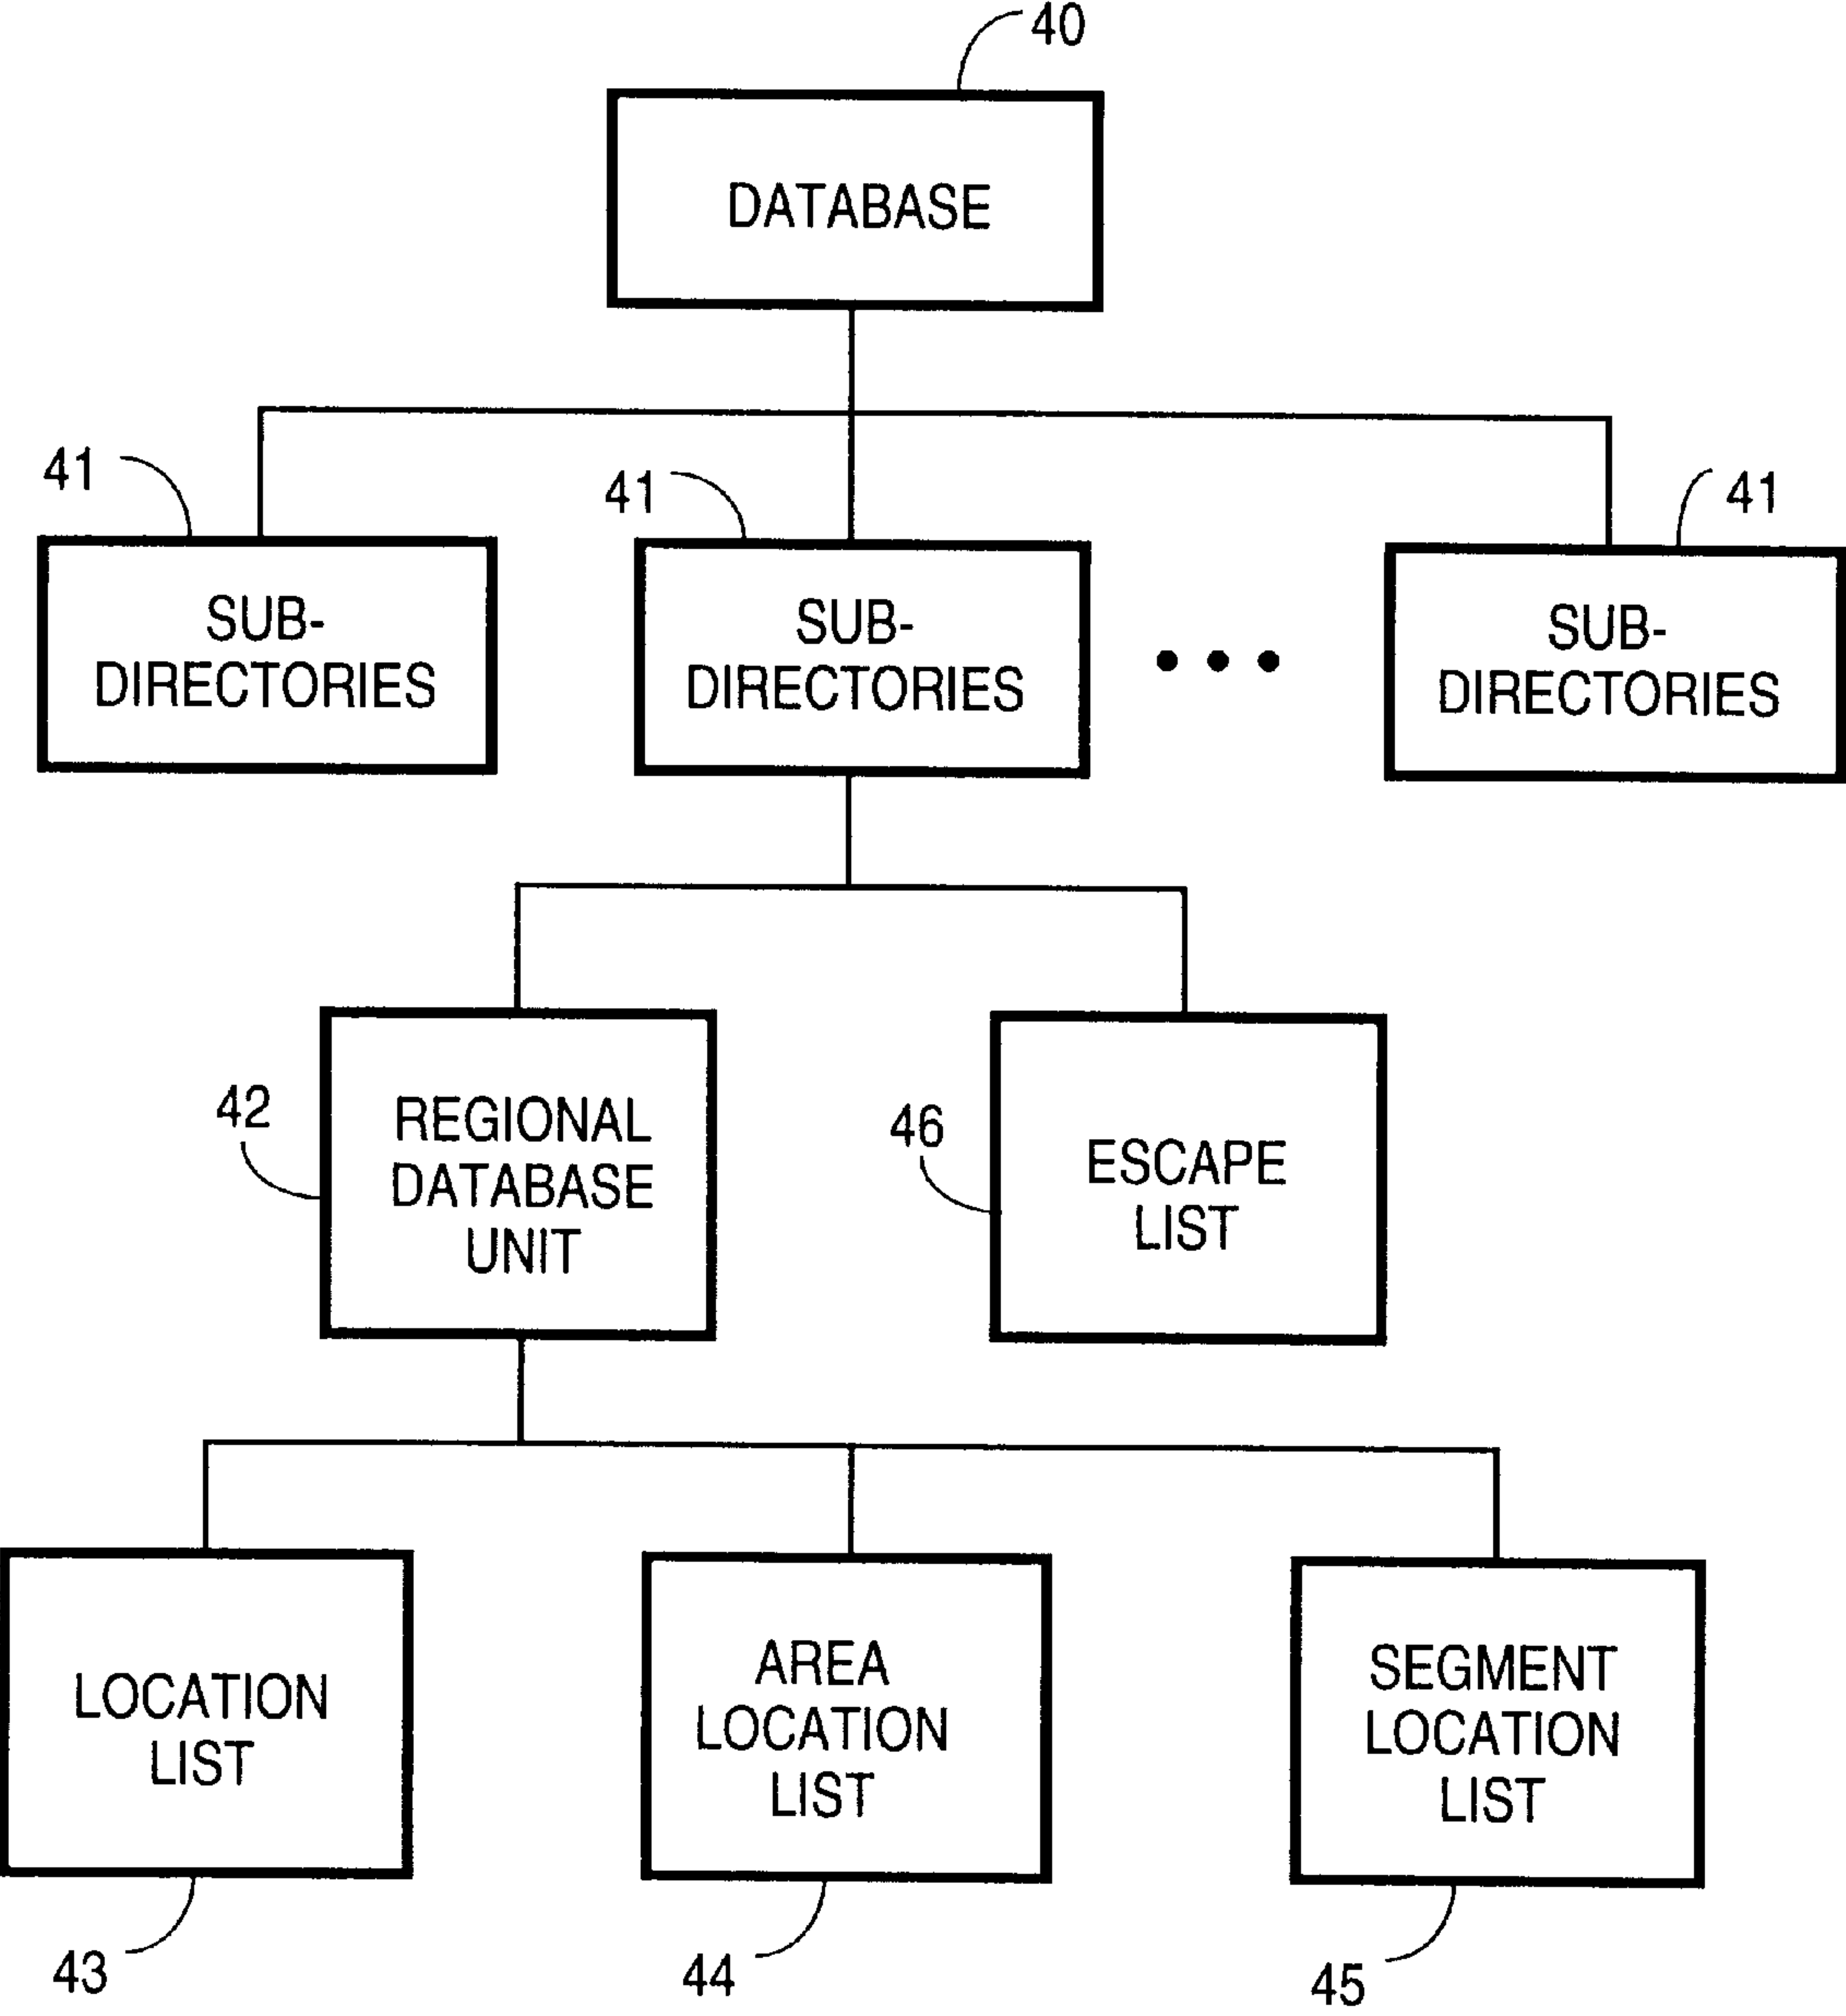 40
DATABASE
41
41
41
SUB-
DIRECTORIES
SUB-
DIRECTORIES
SUB-
DIRECTORIES
42
REGIONAL
DATABASE
UNIT
46
ESCAPE
LIST
LOCATION
LIST
AREA
LOCATION
LIST
SEGMENT
LOCATION
LIST
43
44
45